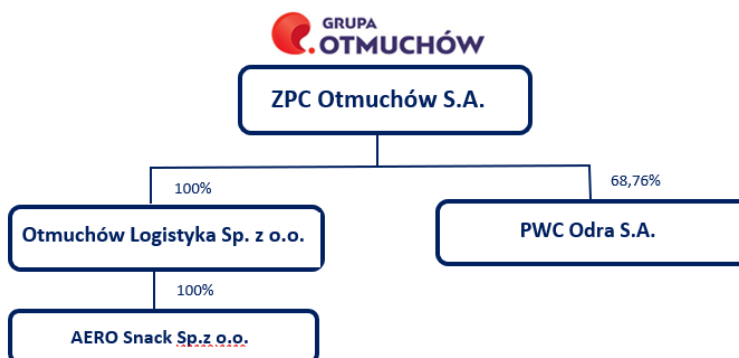 GRUPA
OTMUCHÓW
ZPC Otmuchów S.A.
100%
68,76%
Otmuchów Logistyka Sp. z o.o.
PWC Odra S.A.
100%
AERO Snack Sp.z o.o.